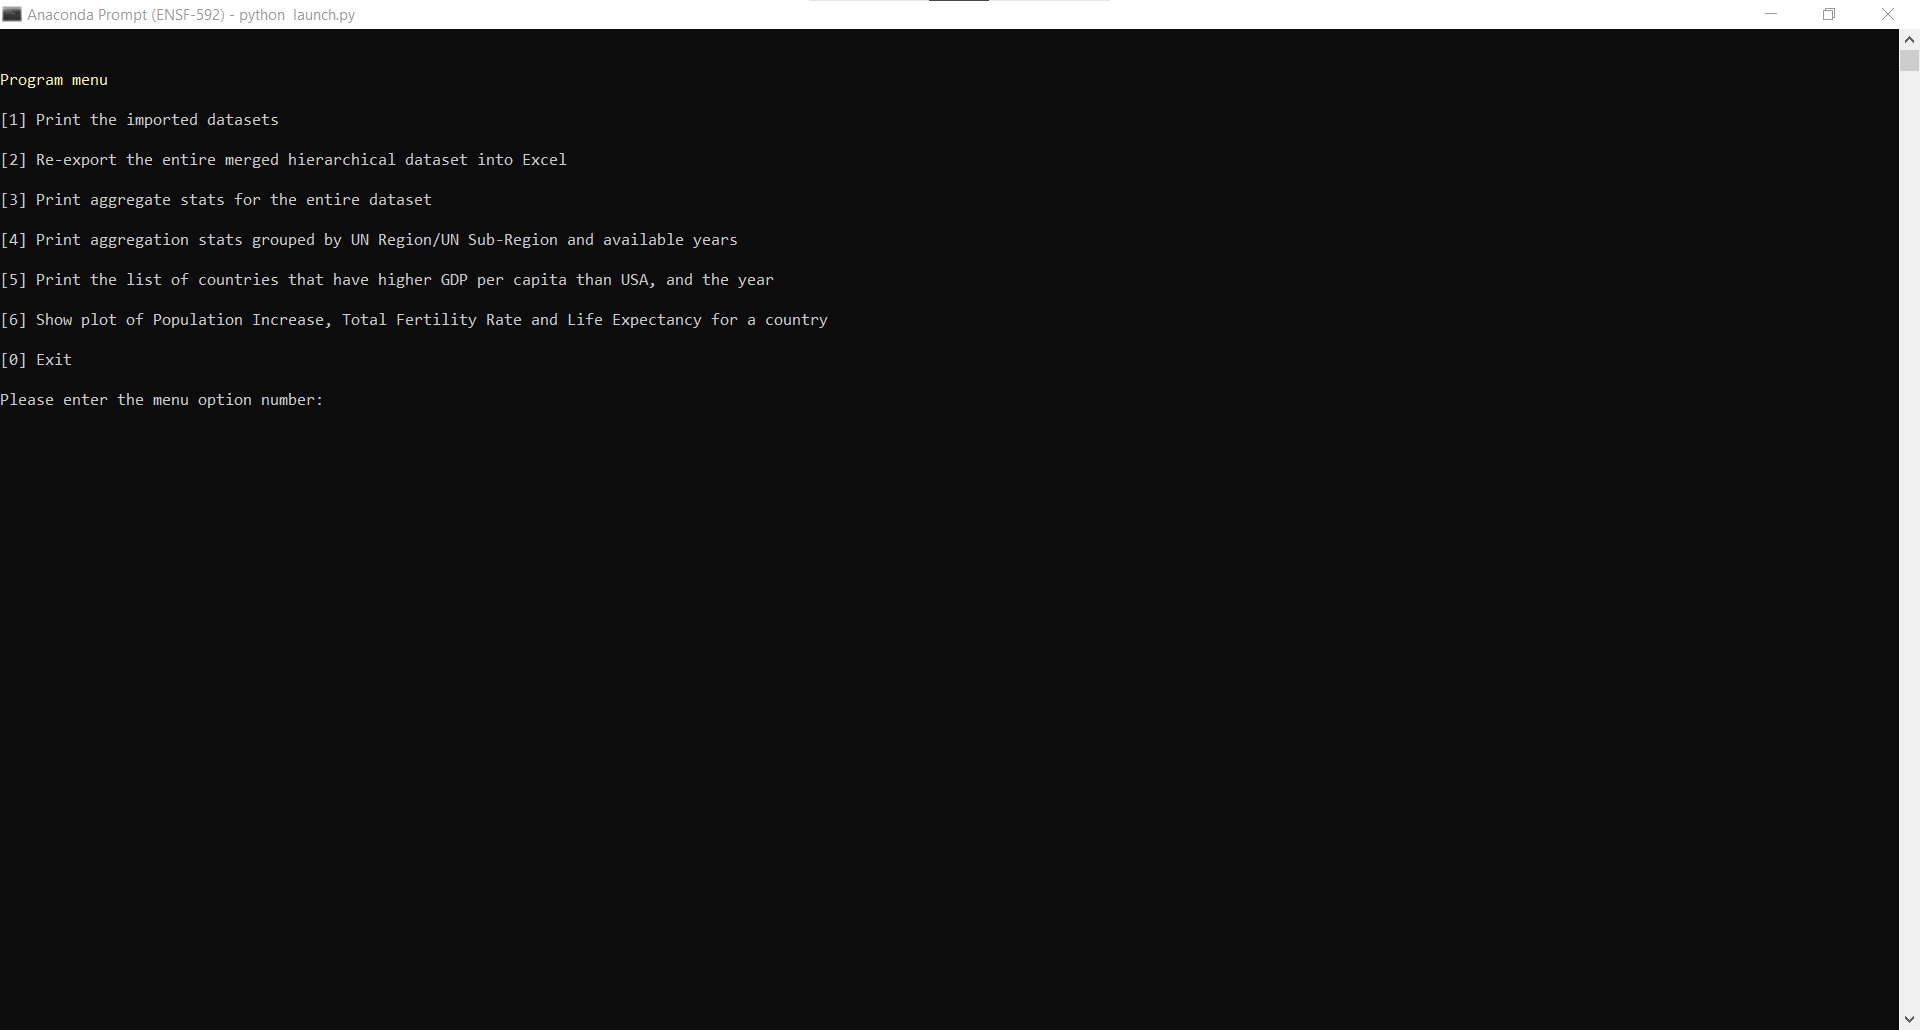 Anaconda Prompt (ENSF-592) - python  launch.py
Program menu
[1] Print the imported datasets
[2] Re-export the entire merged hierarchical dataset into Excel
[3] Print aggregate stats for the entire dataset
[4] Print aggregation stats grouped by UN Region/UN Sub-Region and available years
[5] Print the list of countries that have higher GDP per capita than USA, and the year
[6] Show plot of Population Increase, Total Fertility Rate and Life Expectancy for a country
[0] Exit
Please enter the menu option number: